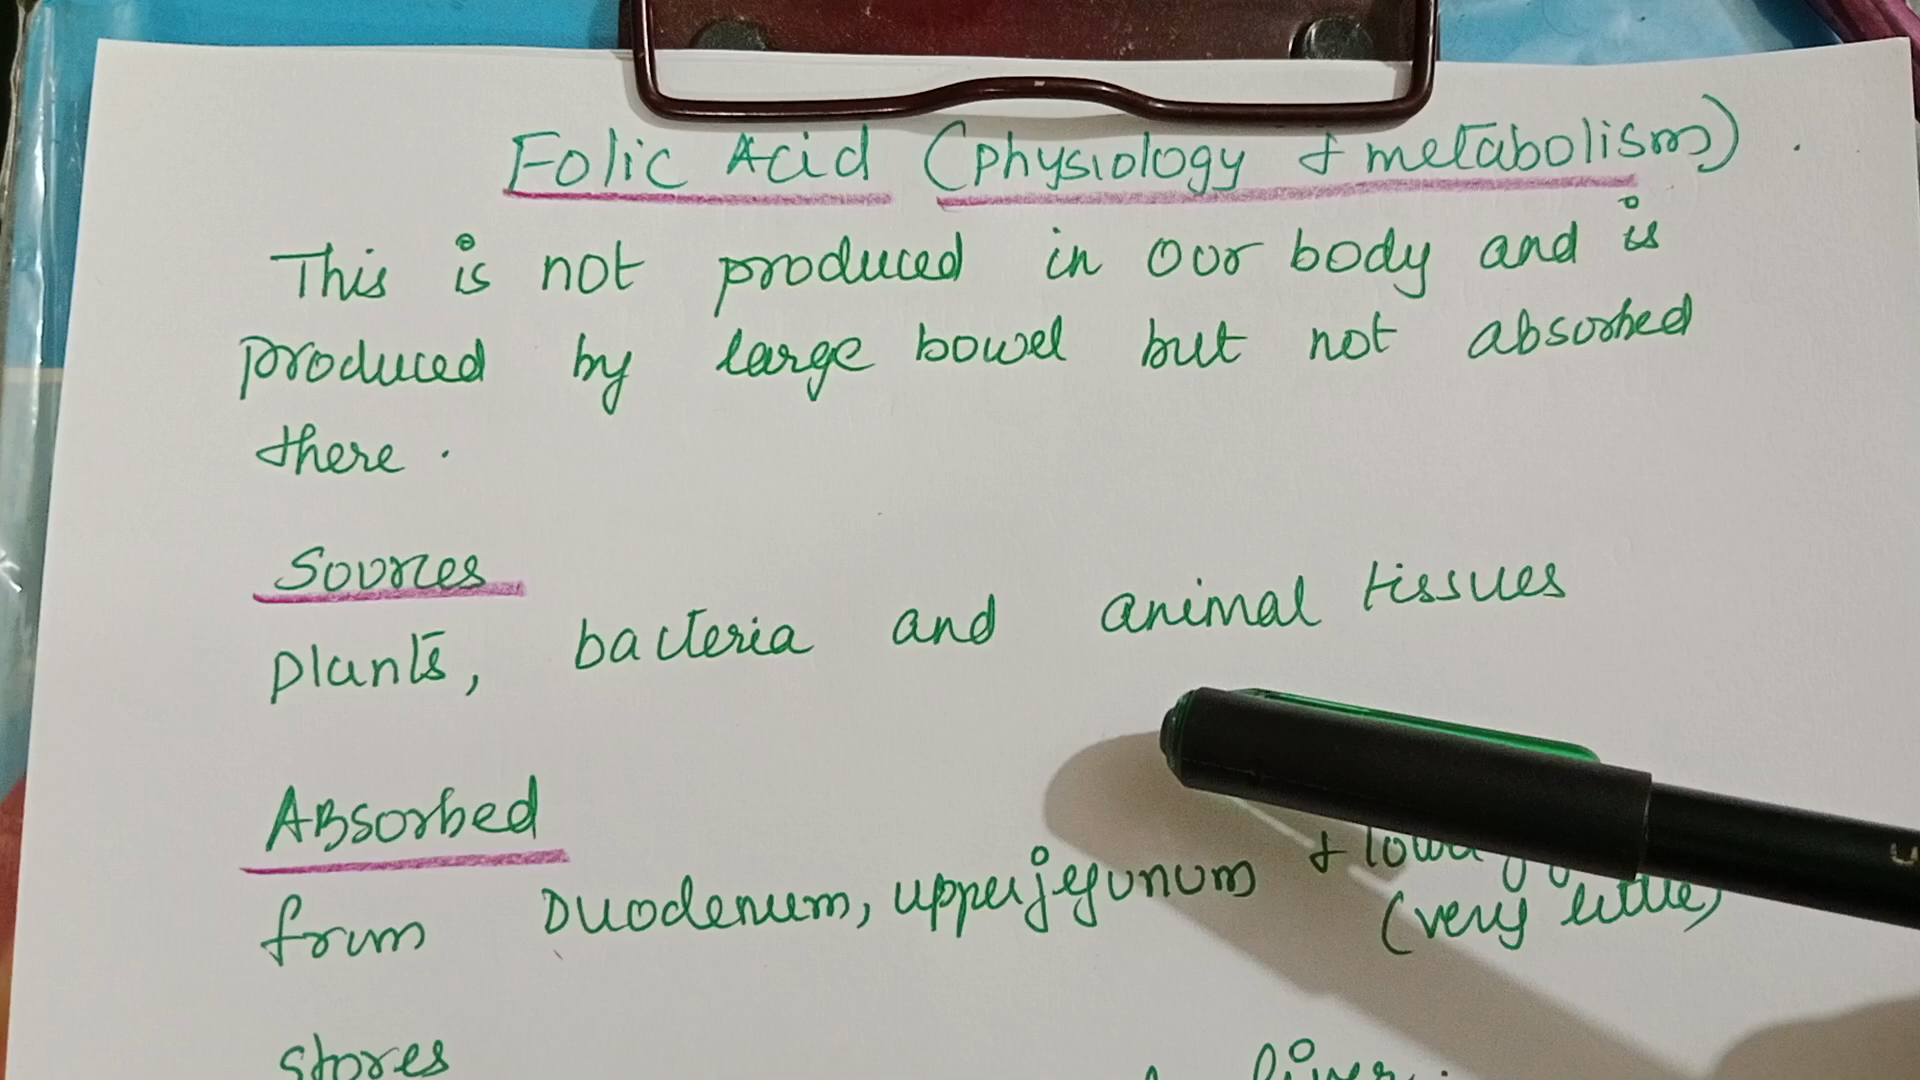 Folic Acid (physiology & metabolism).
This is not produced in our body and is
produced by large bowel but not absorbed
there.
Sources
plants, bacteria and animal tissues
Absorbed
from Duodenum, upper jejunum &
(very little)
stores
liver.